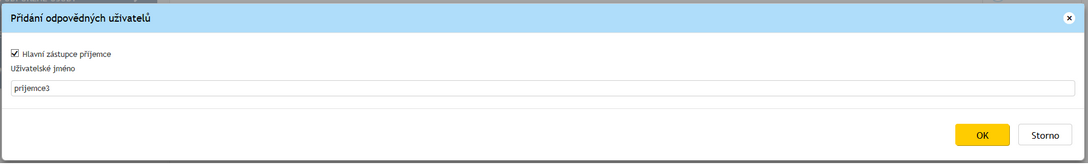 Přidání odpovědných uživatelů
Hlavní zástupce příjemce
Uživatelské jméno
prijemce3
OK Storno